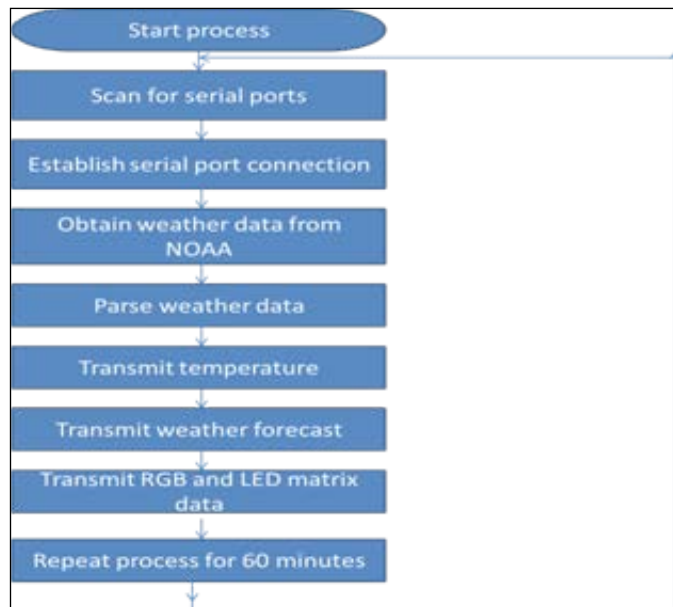 Start process
Scan for serial ports
Establish serial port connection
Obtain weather data from
NOAA
Parse weather data
Transmit temperature
Transmit weather forecast
Transmit RGB and LED matrix
data
Repeat process for 60 minutes